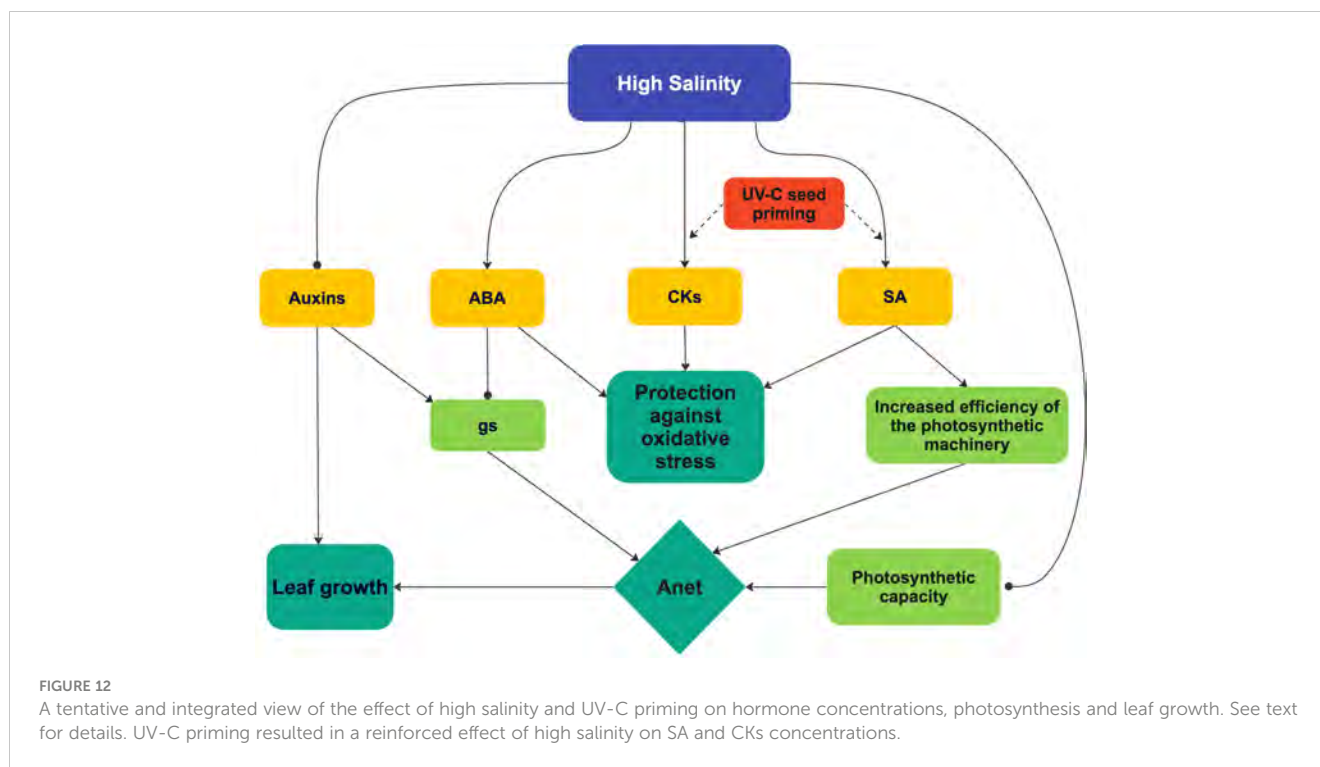 High Salinity
UV-C seed
priming
Auxins
ABA
CKs
SA
gs
Protection
against
oxidative
stress
Increased efficiency of
the photosynthetic
machinery
Leaf growth
Anet
Photosynthetic
capacity
FIGURE 12
A tentative and integrated view of the effect of high salinity and UV-C priming on hormone concentrations, photosynthesis and leaf growth. See text
for details. UV-C priming resulted in a reinforced effect of high salinity on SA and CKs concentrations.